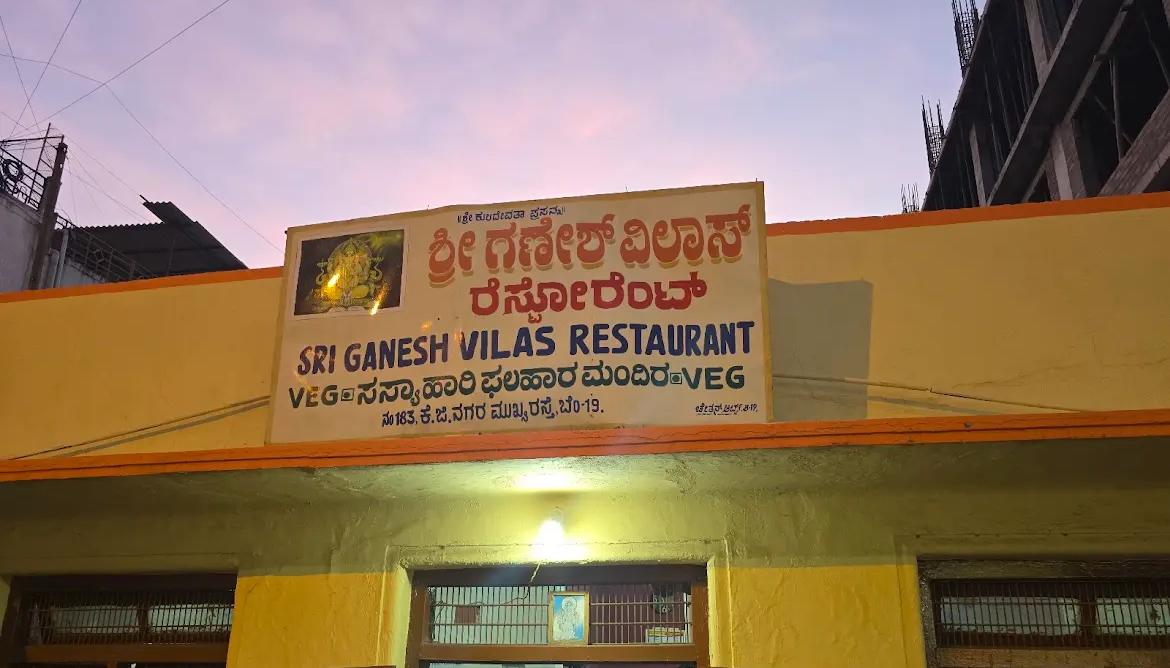 ॥ಶ್ರೀ ಕುಲದೇವತಾ ಪ್ರಸನ್ನ॥
ಶ್ರೀ ಗಣೇಶ್ ವಿಲಾಸ್
ರೆಸ್ಟೋರೆಂಟ್
SRI GANESH VILAS RESTAURANT
VEG ಸಸ್ಯಾಹಾರಿ ಫಲಹಾರ ಮಂದಿರ VEG
ನಂ 183, ಕೆ.ಜಿ.ನಗರ ಮುಖ್ಯರಸ್ತೆ, ಬೆಂ-19.